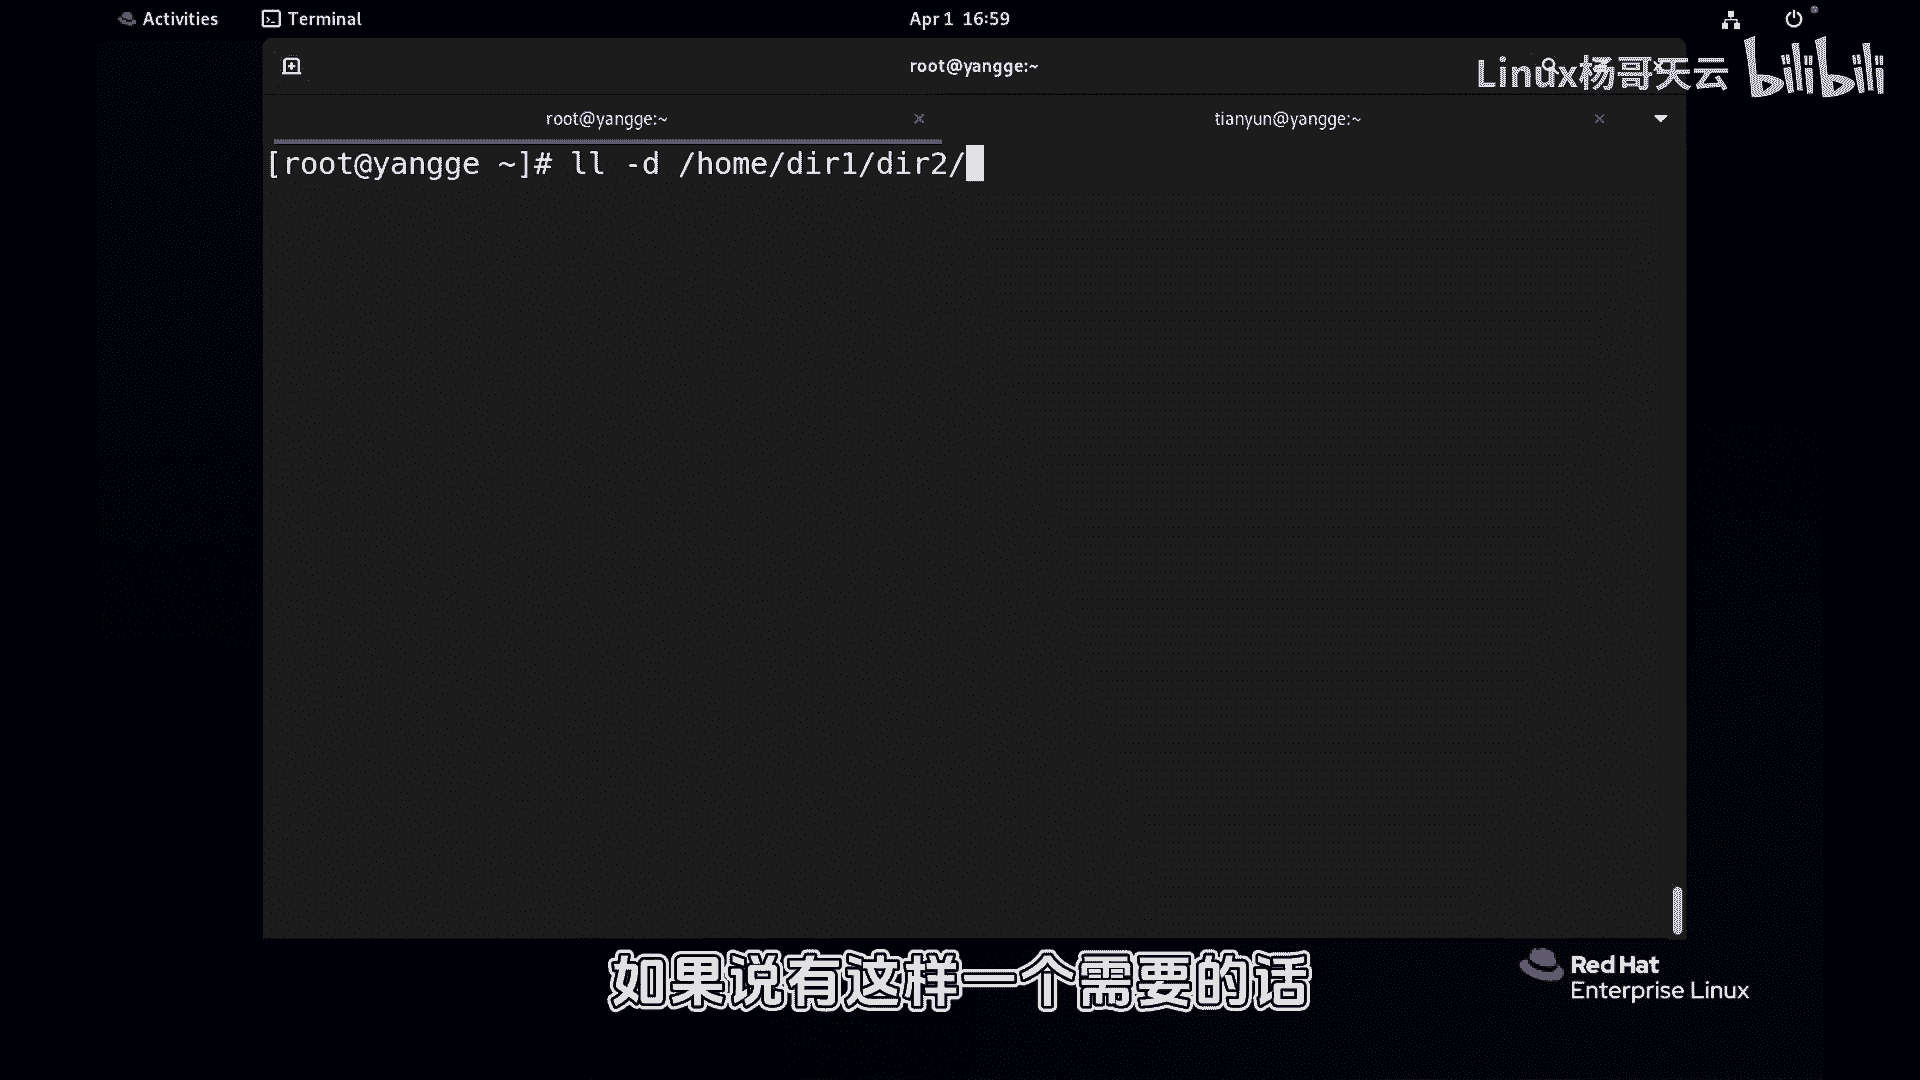 Activities
Terminal
Apr 1 16:59
root@yangge:~
Linux杨哥天云
bilibili
root@yangge:~
tianyun@yangge:~
[root@yangge ~]# ll -d /home/dir1/dir2/
如果说有这样一个需要的话
Red Hat
Enterprise Linux